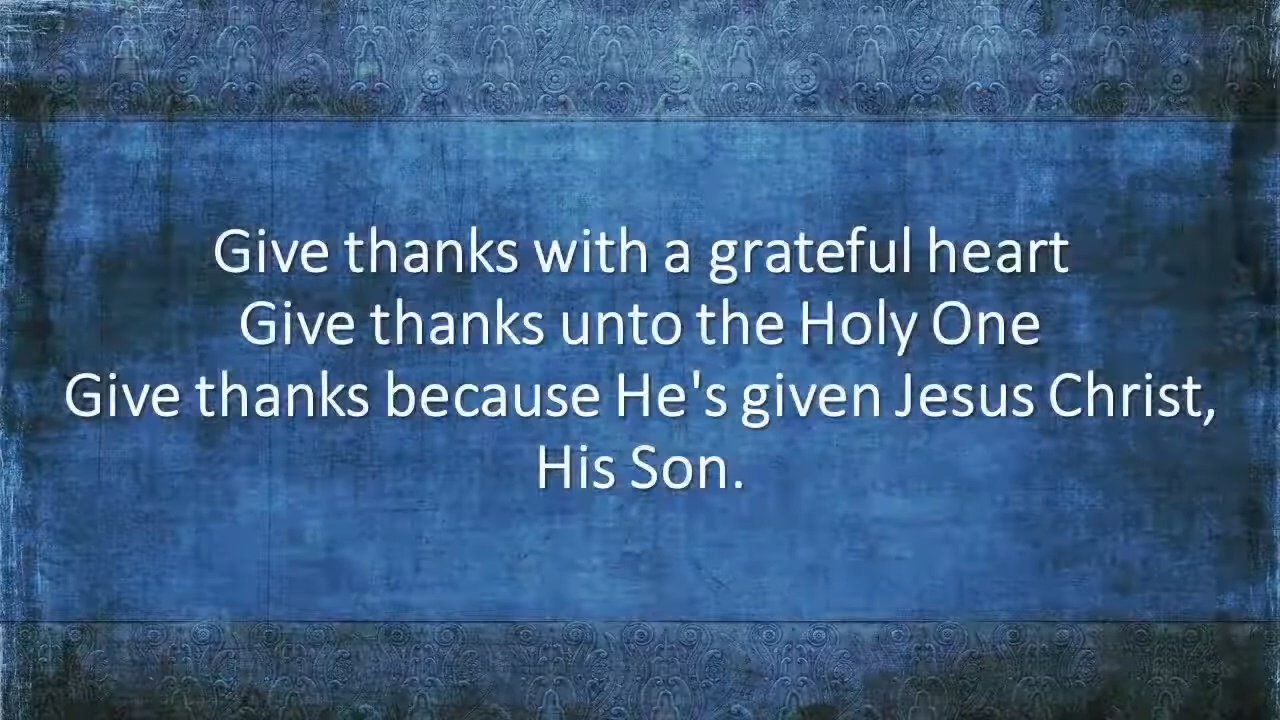 Give thanks with a grateful heart
Give thanks unto the Holy One
Give thanks because He's given Jesus Christ,
His Son.